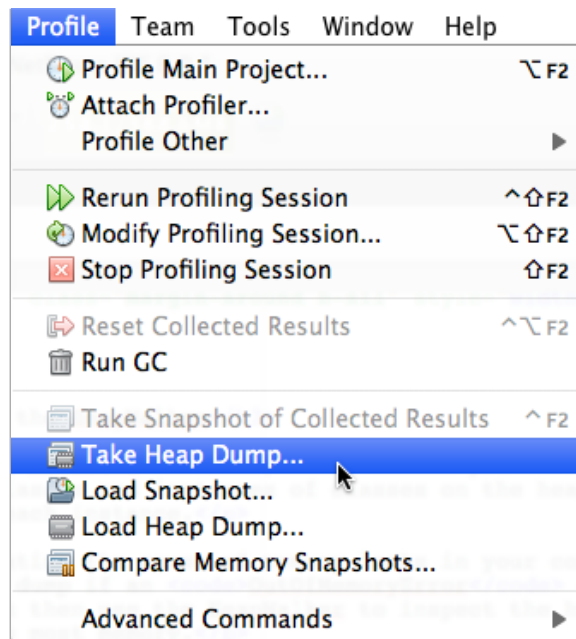 Profile Team Tools Window Help
Profile Main Project... ⌥F2
Attach Profiler...
Profile Other
Rerun Profiling Session ^⇧F2
Modify Profiling Session... ⌥⇧F2
Stop Profiling Session ⇧F2
Reset Collected Results ^⌥F2
Run GC
Take Snapshot of Collected Results ^F2
Take Heap Dump...
Load Snapshot...
Load Heap Dump...
Compare Memory Snapshots...
Advanced Commands